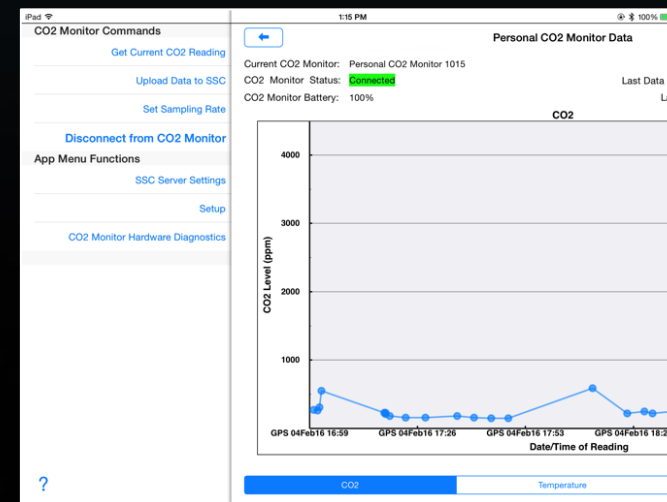 iPad 1:15 PM 100%
CO2 Monitor Commands
Get Current CO2 Reading
Upload Data to SSC
Set Sampling Rate
Disconnect from CO2 Monitor
App Menu Functions
SSC Server Settings
Setup
CO2 Monitor Hardware Diagnostics
?
Personal CO2 Monitor Data
Current CO2 Monitor: Personal CO2 Monitor 1015
CO2 Monitor Status: Connected Last Data
CO2 Monitor Battery: 100%
CO2
4000
3000
2000
1000
CO2 Level (ppm)
GPS 04Feb16 16:59 GPS 04Feb16 17:26 GPS 04Feb16 17:53 GPS 04Feb16 18:2
Date/Time of Reading
CO2 Temperature